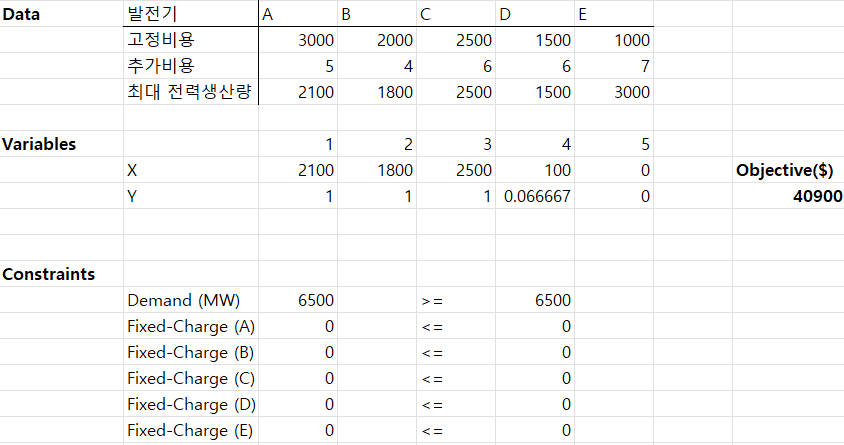 Data 발전기 A B C D E
고정비용 3000 2000 2500 1500 1000
추가비용 5 4 6 6 7
최대 전력생산량 2100 1800 2500 1500 3000
Variables 1 2 3 4 5
X 2100 1800 2500 100 0 Objective($)
Y 1 1 1 0.066667 0 40900
Constraints
Demand (MW) 6500 >= 6500
Fixed-Charge (A) 0 <= 0
Fixed-Charge (B) 0 <= 0
Fixed-Charge (C) 0 <= 0
Fixed-Charge (D) 0 <= 0
Fixed-Charge (E) 0 <= 0